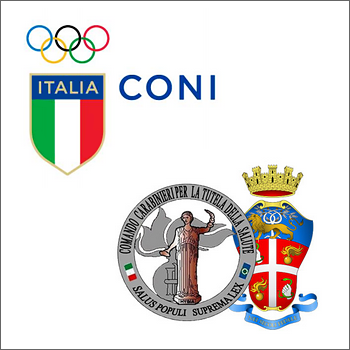 ITALIA
CONI
COMANDO CARABINIERI PER LA TUTELA DELLA SALUTE
SALUS POPULI SUPREMA LEX